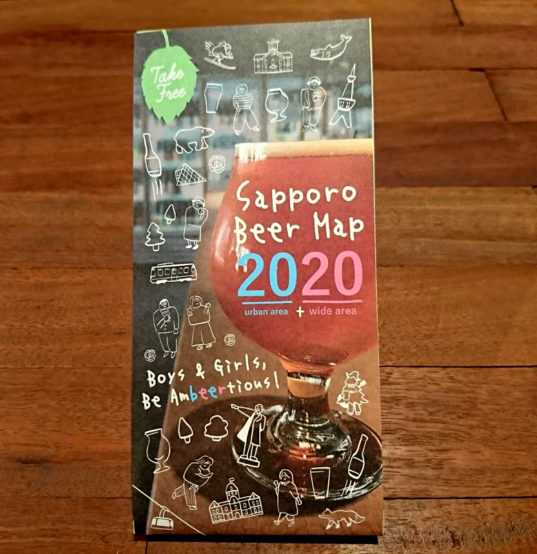 Take
Free
Sapporo
Beer Map
2020
urban area + wide area
Boys & Girls,
Be Ambeertious!